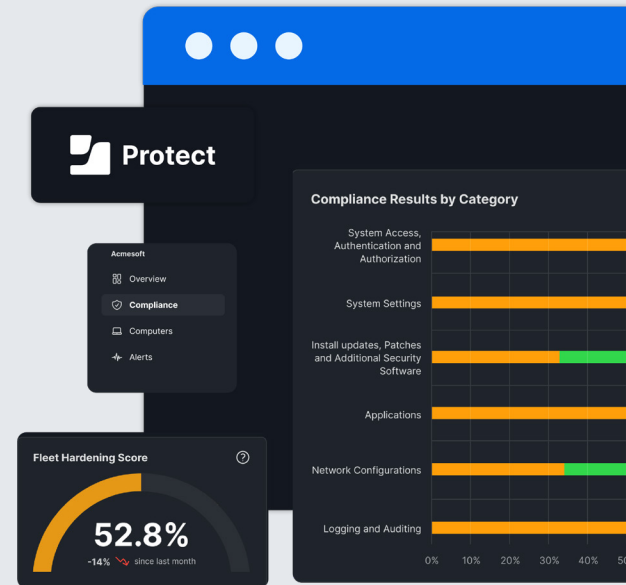 Protect
Acmesoft
Overview
Compliance
Computers
Alerts
Fleet Hardening Score
?
52.8%
-14% since last month
Compliance Results by Category
System Access,
Authentication and
Authorization
System Settings
Install updates, Patches
and Additional Security
Software
Applications
Network Configurations
Logging and Auditing
0% 10% 20% 30% 40%